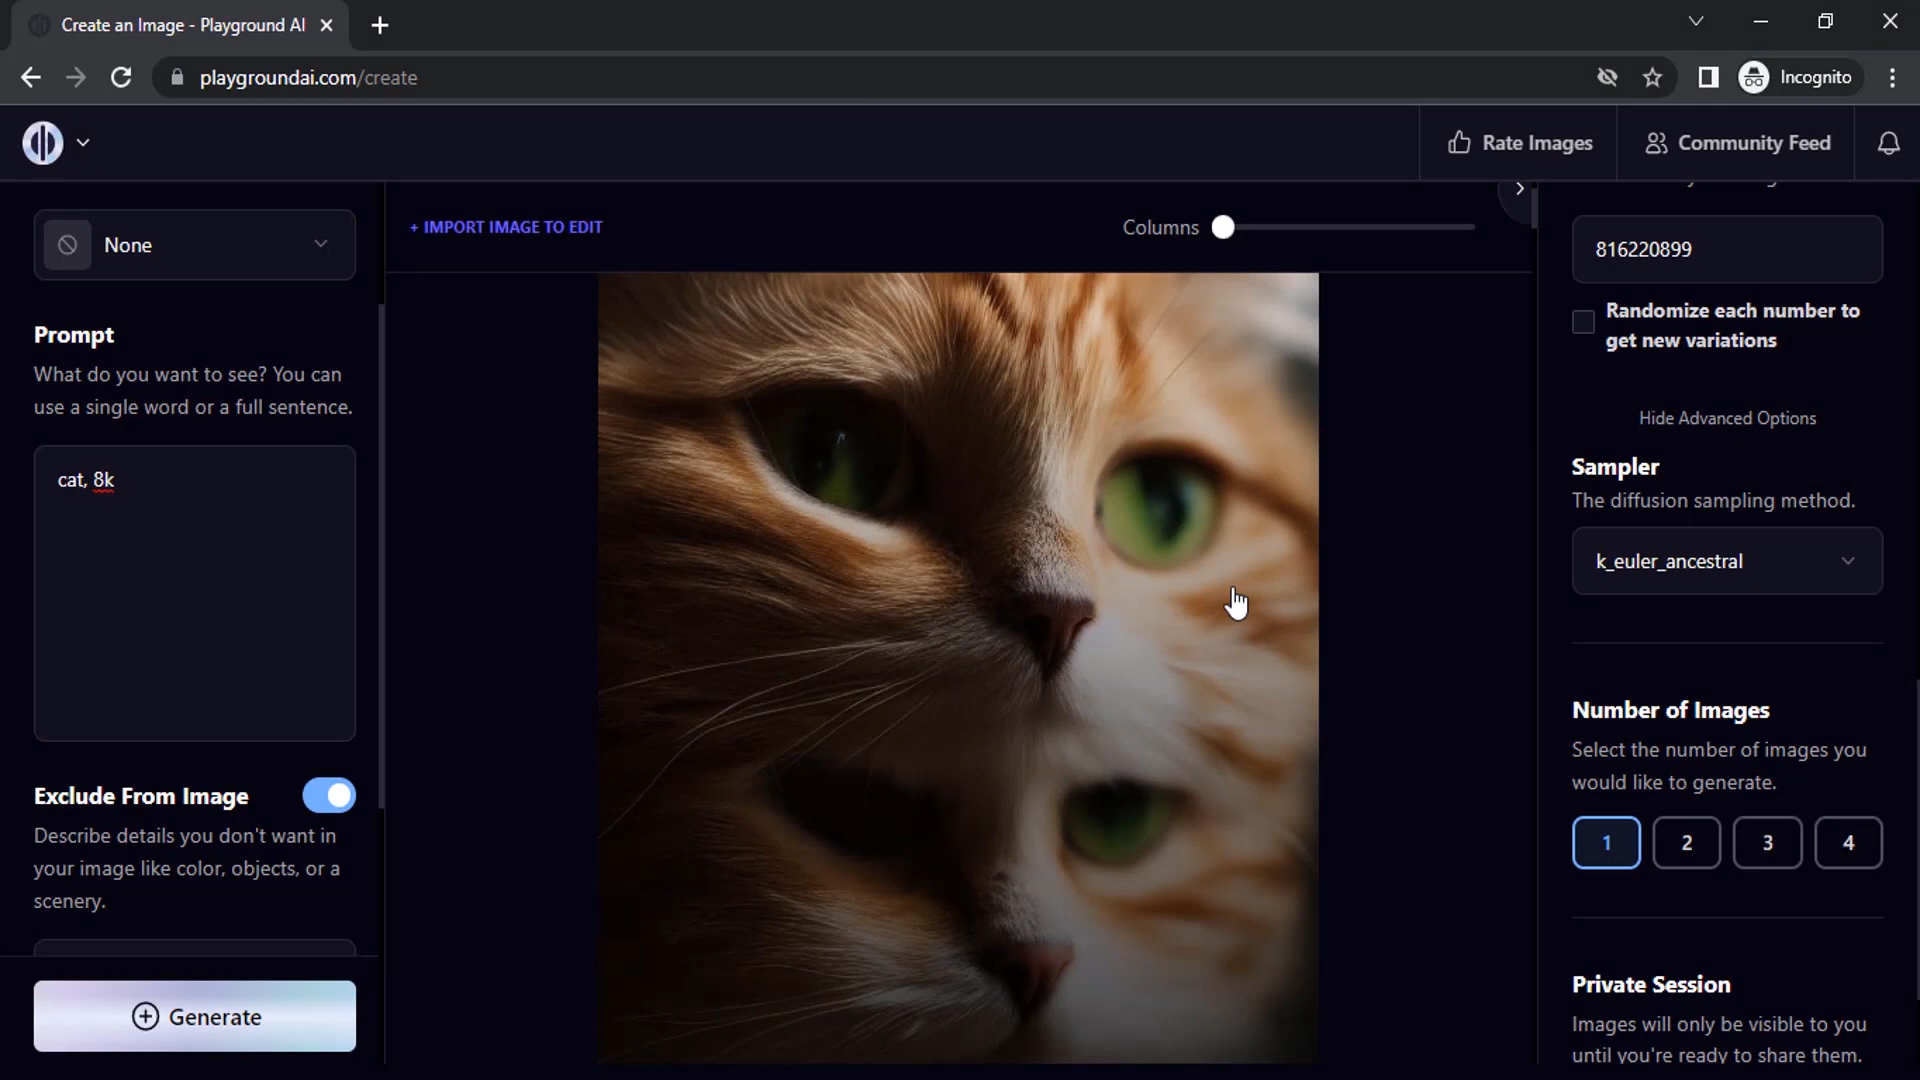 Create an Image - Playground AI
playgroundai.com/create
Incognito
Rate Images
Community Feed
None
Prompt
What do you want to see? You can
use a single word or a full sentence.
cat, 8k
Exclude From Image
Describe details you don't want in
your image like color, objects, or a
scenery.
Generate
+ IMPORT IMAGE TO EDIT
Columns
816220899
Randomize each number to
get new variations
Hide Advanced Options
Sampler
The diffusion sampling method.
k_euler_ancestral
Number of Images
Select the number of images you
would like to generate.
1
2
3
4
Private Session
Images will only be visible to you
until you're ready to share them.